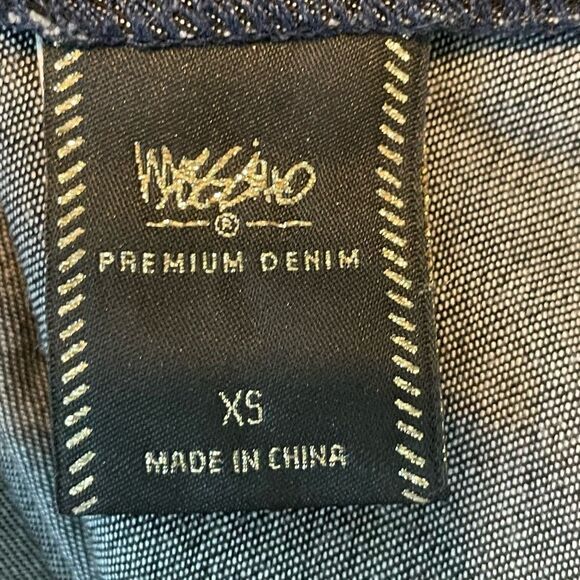 Mossimo
®
PREMIUM DENIM
XS
MADE IN CHINA